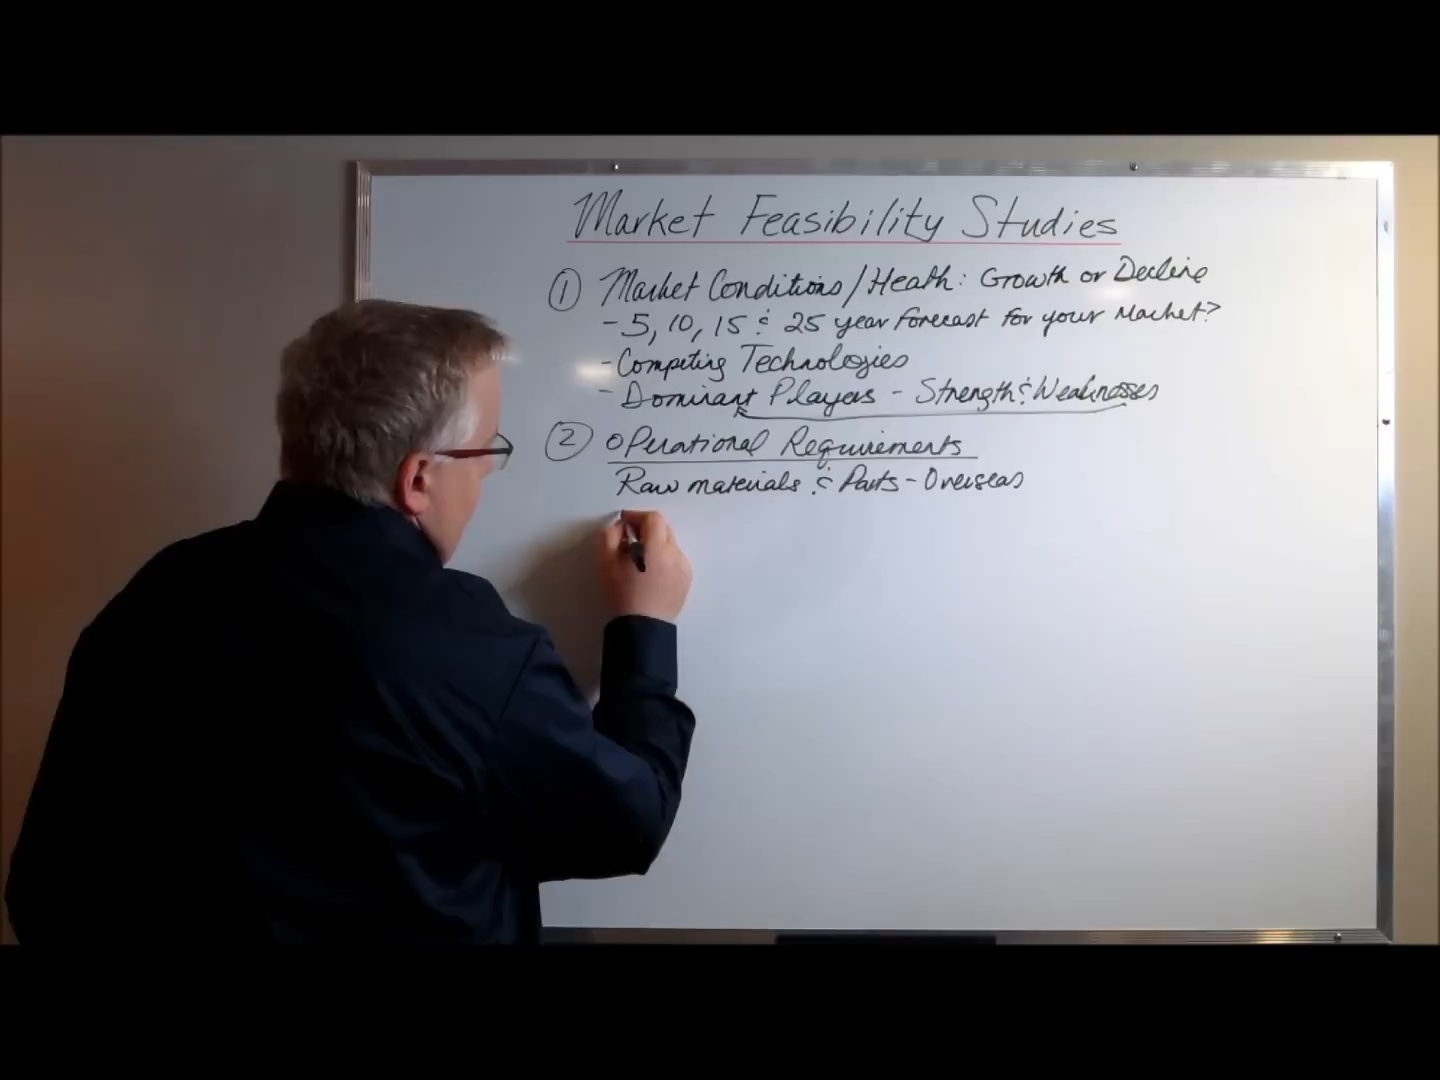 Market Feasibility Studies
① Market Conditions / Heath: Growth or Decline
- 5, 10, 15 & 25 year forecast for your Market?
- Competing Technologies
- Dominant Players - Strength & Weaknesses
② Operational Requirements
Raw materials & Parts - Overseas